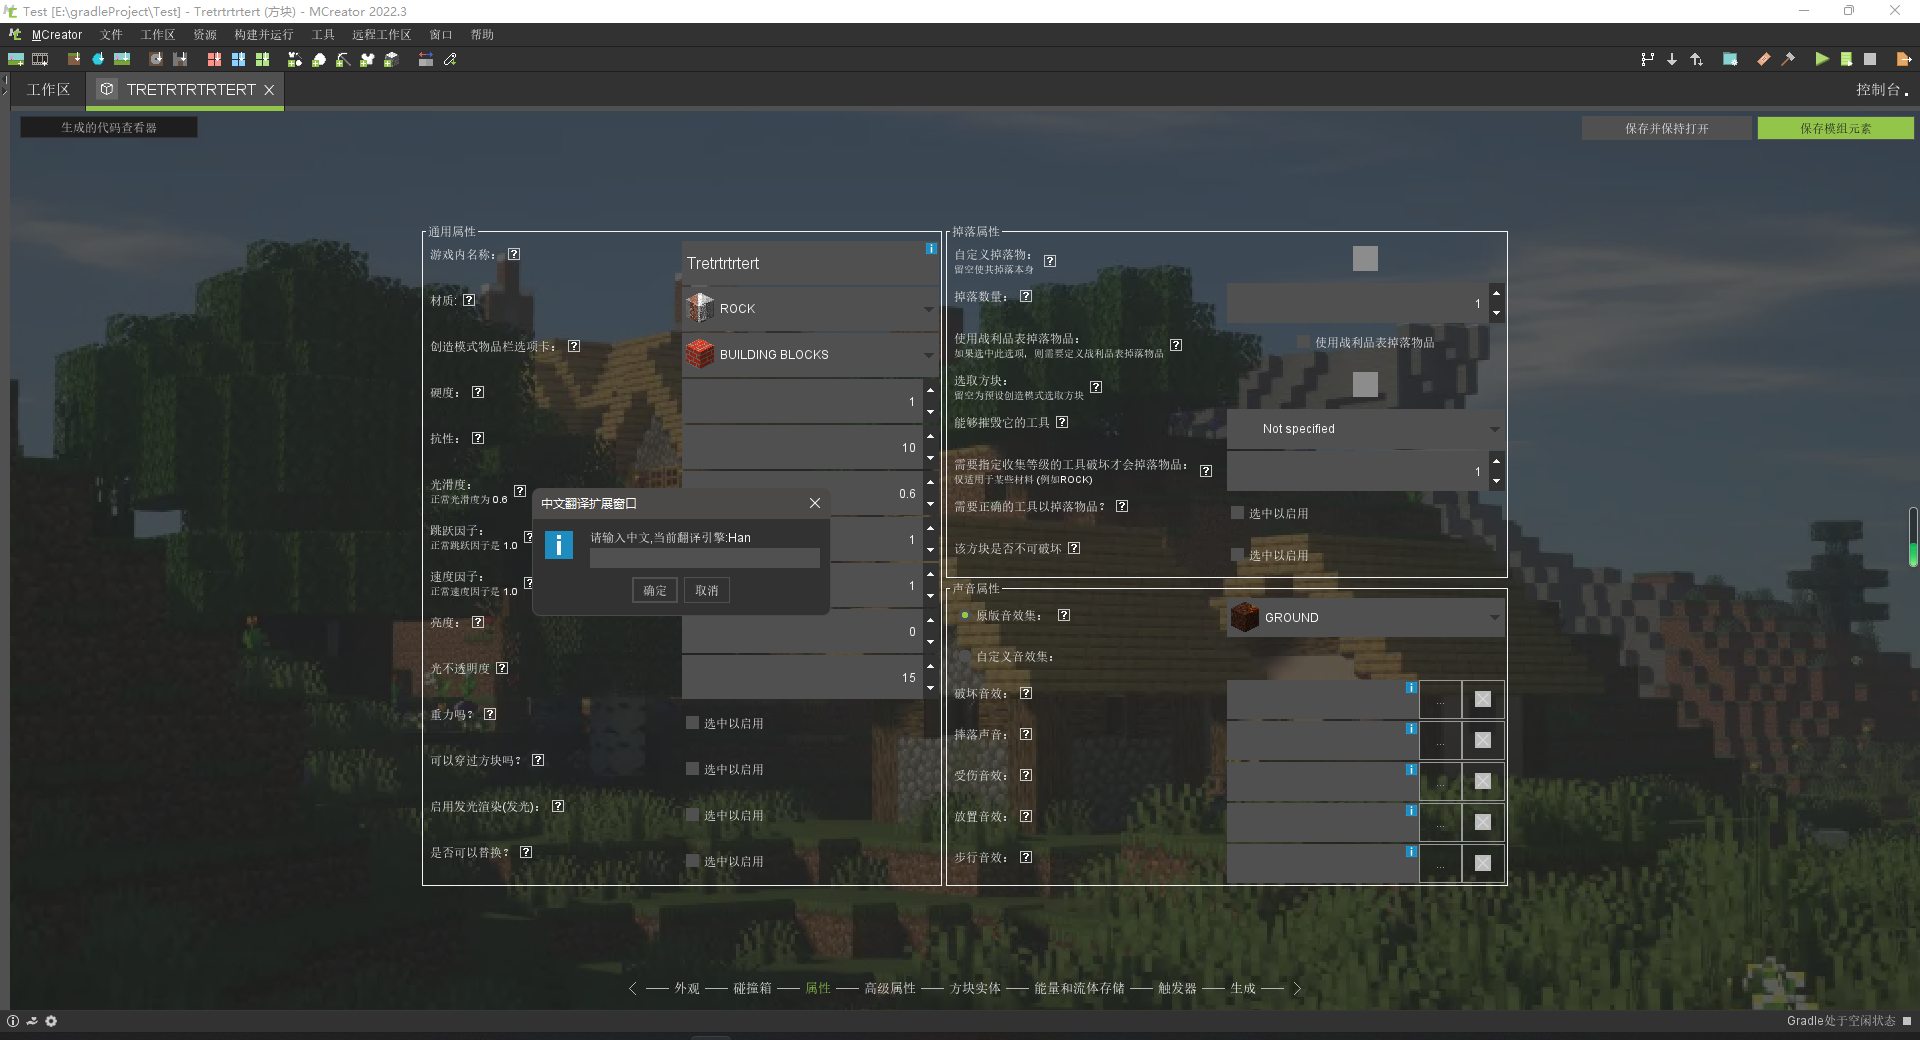 Test [E:\gradleProject\Test] - Tretrtrtrtert (方块) - MCreator 2022.3
MCreator 文件 工作区 资源 构建并运行 工具 远程工作区 窗口 帮助
工作区 TRETRTRTRTERT 控制台
生成的代码查看器 保存并保持打开 保存模组元素
通用属性
游戏内名称： Tretrtrtrtert
材质: ROCK
创造模式物品栏选项卡： BUILDING BLOCKS
硬度： 1
抗性： 10
光滑度： 0.6
正常光滑度为 0.6
跳跃因子： 1
正常跳跃因子是 1.0
速度因子： 1
正常速度因子是 1.0
亮度： 0
光不透明度 15
重力吗？ 选中以启用
可以穿过方块吗？ 选中以启用
启用发光渲染(发光)： 选中以启用
是否可以替换？ 选中以启用
掉落属性
自定义掉落物：
留空使其掉落本身
掉落数量： 1
使用战利品表掉落物品： 使用战利品表掉落物品
如果选中此选项，则需要定义战利品表掉落物品
选取方块：
留空为预设创造模式选取方块
能够摧毁它的工具 Not specified
需要指定收集等级的工具破坏才会掉落物品： 1
仅适用于某些材料 (例如ROCK)
需要正确的工具以掉落物品？ 选中以启用
该方块是否不可破坏 选中以启用
声音属性
原版音效集： GROUND
自定义音效集：
破坏音效： ...
摔落声音： ...
受伤音效： ...
放置音效： ...
步行音效： ...
中文翻译扩展窗口
请输入中文,当前翻译引擎:Han
确定 取消
外观 碰撞箱 属性 高级属性 方块实体 能量和流体存储 触发器 生成
Gradle处于空闲状态